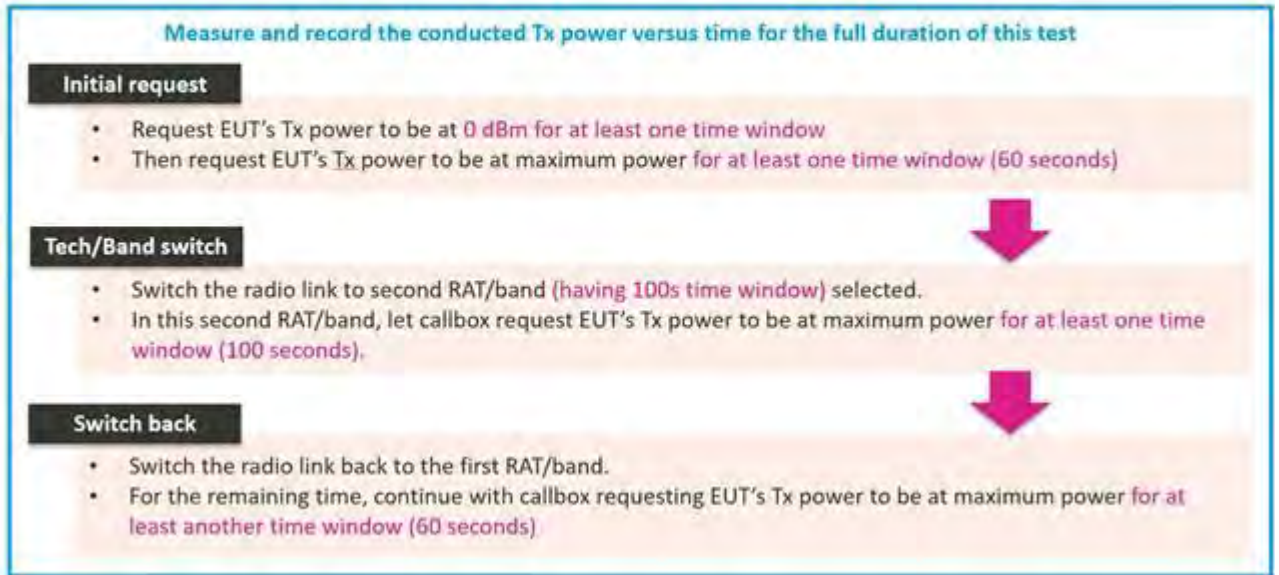 Measure and record the conducted Tx power versus time for the full duration of this test
Initial request
• Request EUT's Tx power to be at 0 dBm for at least one time window
• Then request EUT's Tx power to be at maximum power for at least one time window (60 seconds)
Tech/Band switch
• Switch the radio link to second RAT/band (having 100s time window) selected.
• In this second RAT/band, let callbox request EUT's Tx power to be at maximum power for at least one time
window (100 seconds).
Switch back
• Switch the radio link back to the first RAT/band.
• For the remaining time, continue with callbox requesting EUT's Tx power to be at maximum power for at
least another time window (60 seconds)